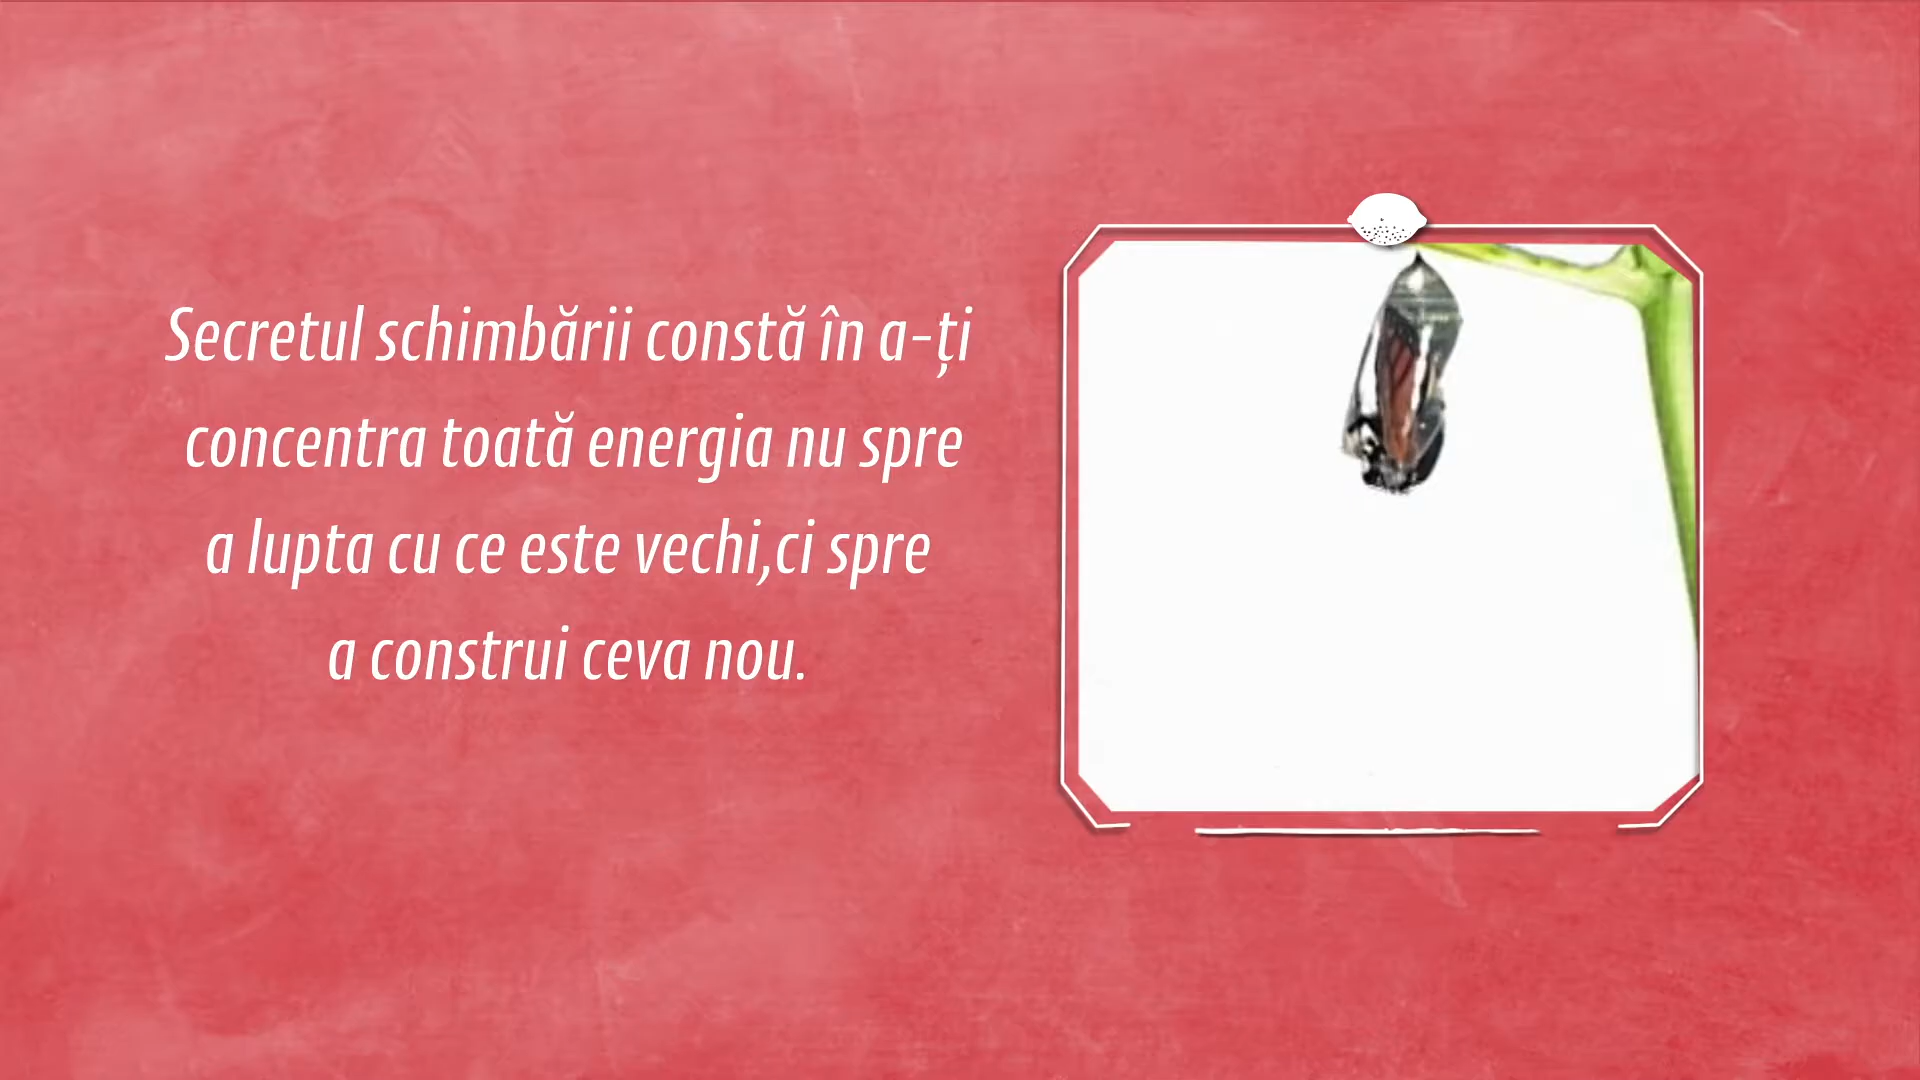 Secretul schimbării constă în a-ți
concentra toată energia nu spre
a lupta cu ce este vechi,ci spre
a construi ceva nou.